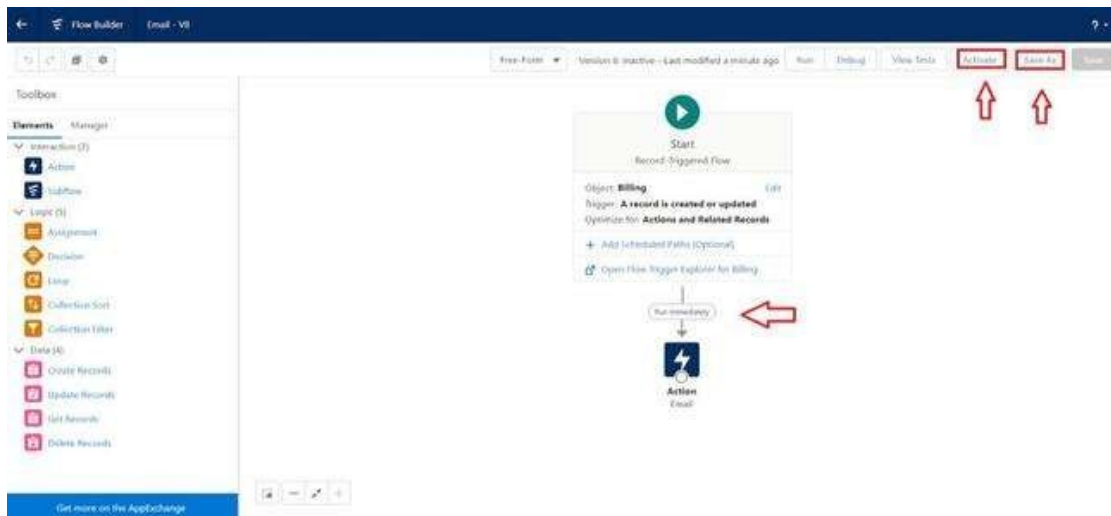 Flow Builder
Email - V8
?
Free-Form
Version 8: Inactive - Last modified a minute ago
Run
Debug
View Tests
Activate
Save As
Save
Toolbox
Elements
Manager
Interaction (2)
Action
Subflow
Logic (5)
Assignment
Decision
Loop
Collection Sort
Collection Filter
Data (4)
Create Records
Update Records
Get Records
Delete Records
Get more on the AppExchange
Start
Record-Triggered Flow
Object: Billing
Edit
Trigger: A record is created or updated
Optimize for: Actions and Related Records
+ Add Scheduled Paths (Optional)
Open Flow Trigger Explorer for Billing
Run Immediately
Action
Email